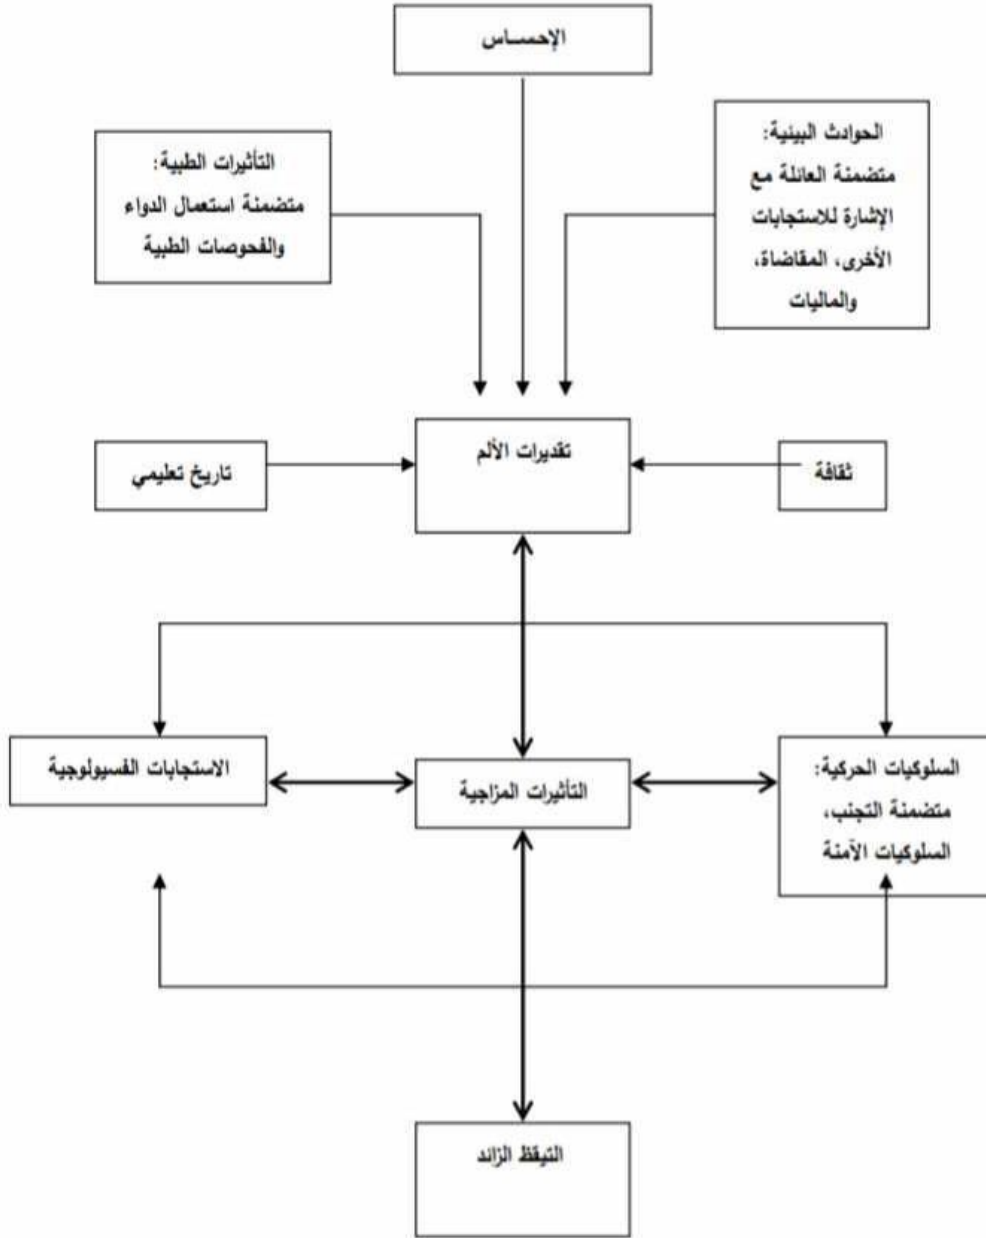 الإحساس
الحوادث البيئية:
متضمنة العائلة مع
الإشارة للاستجابات
الأخرى، المقاضاة،
والماليات
التأثيرات الطبية:
متضمنة استعمال الدواء
والفحوصات الطبية
تقديرات الألم
ثقافة
تاريخ تعليمي
السلوكيات الحركية:
متضمنة التجنب،
السلوكيات الآمنة
التأثيرات المزاجية
الاستجابات الفسيولوجية
التيقظ الزائد